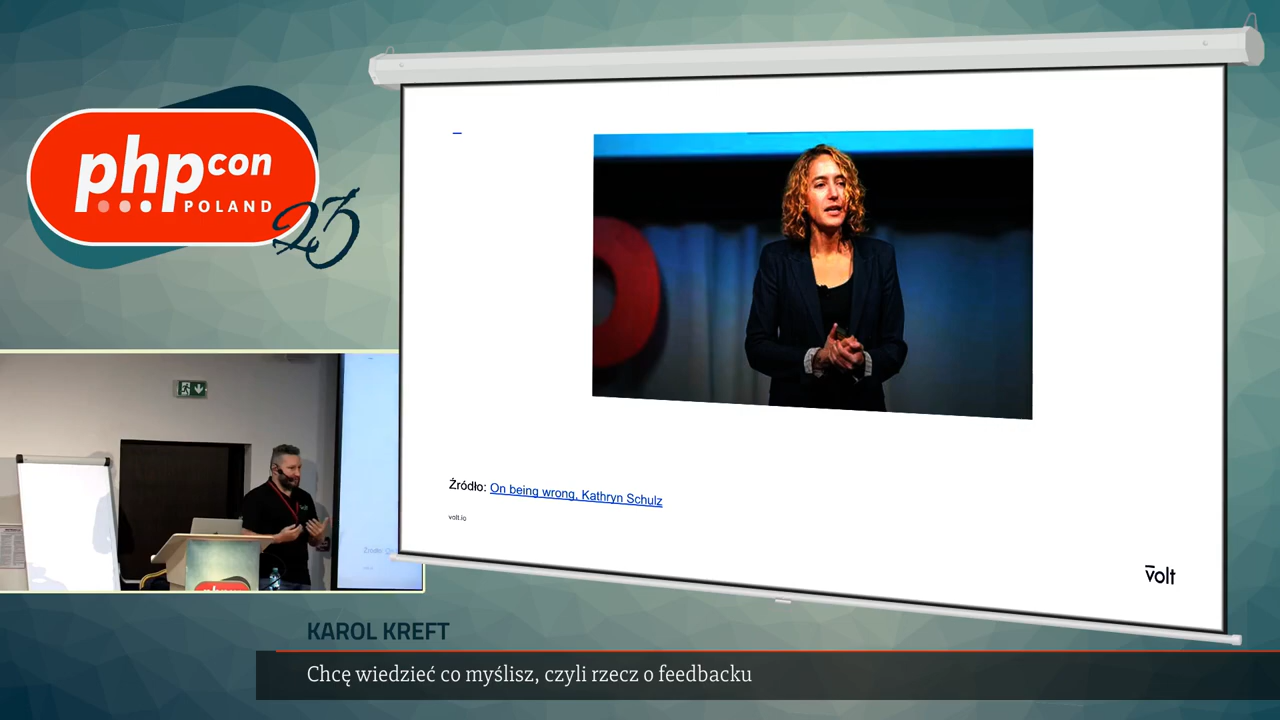 php con
POLAND
23
Źródło: On being wrong, Kathryn Schulz
volt.io
volt
KAROL KREFT
Chcę wiedzieć co myślisz, czyli rzecz o feedbacku